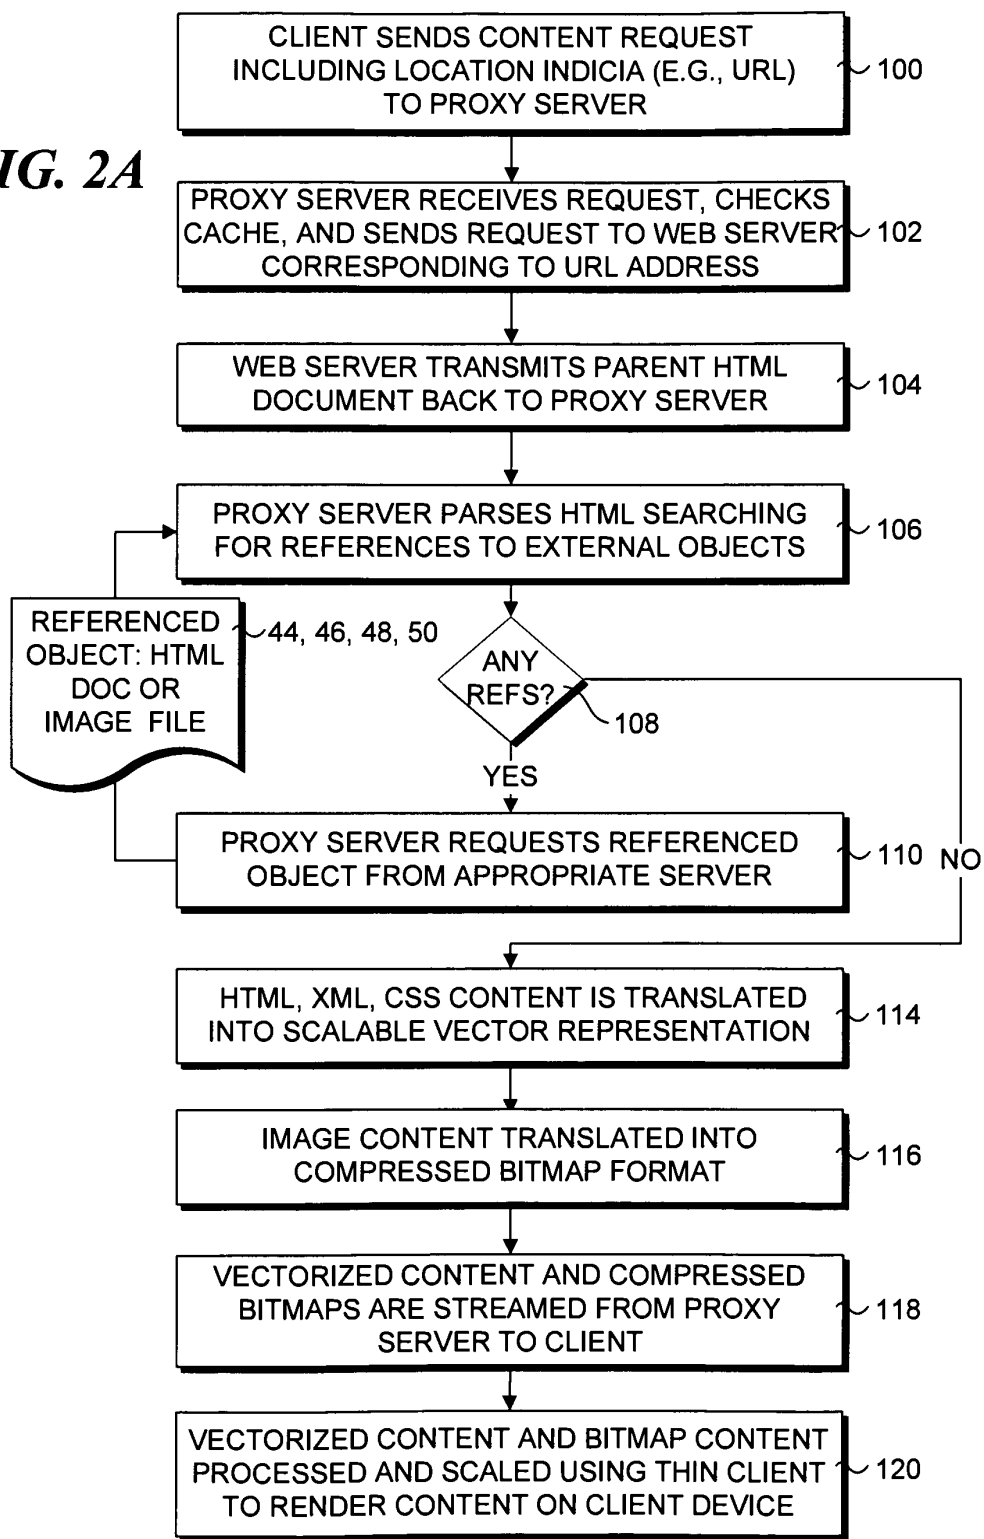 CLIENT SENDS CONTENT REQUEST
INCLUDING LOCATION INDICIA (E.G., URL)
TO PROXY SERVER
100
IG. 2A
PROXY SERVER RECEIVES REQUEST, CHECKS
CACHE, AND SENDS REQUEST TO WEB SERVER
CORRESPONDING TO URL ADDRESS
102
WEB SERVER TRANSMITS PARENT HTML
DOCUMENT BACK TO PROXY SERVER
104
PROXY SERVER PARSES HTML SEARCHING
FOR REFERENCES TO EXTERNAL OBJECTS
106
REFERENCED
OBJECT: HTML
DOC OR
IMAGE FILE
44, 46, 48, 50
ANY
REFS?
108
YES
PROXY SERVER REQUESTS REFERENCED
OBJECT FROM APPROPRIATE SERVER
110
NO
HTML, XML, CSS CONTENT IS TRANSLATED
INTO SCALABLE VECTOR REPRESENTATION
114
IMAGE CONTENT TRANSLATED INTO
COMPRESSED BITMAP FORMAT
116
VECTORIZED CONTENT AND COMPRESSED
BITMAPS ARE STREAMED FROM PROXY
SERVER TO CLIENT
118
VECTORIZED CONTENT AND BITMAP CONTENT
PROCESSED AND SCALED USING THIN CLIENT
TO RENDER CONTENT ON CLIENT DEVICE
120